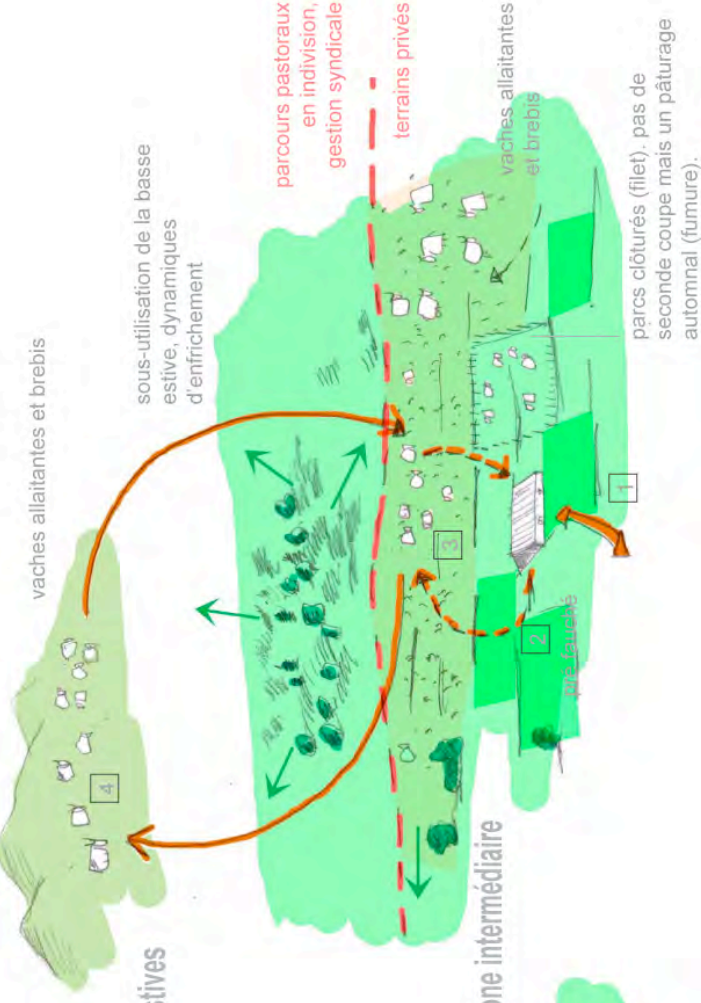 vaches allaitantes et brebis
4
stives
sous-utilisation de la basse
estive, dynamiques
d'enfrichement
parcours pastoraux
en indivision,
gestion syndicale
terrains privés
3
one intermédiaire
vaches allaitantes
et brebis
2
pré fauché
1
parcs clôturés (filet). pas de
seconde coupe mais un pâturage
automnal (fumure).